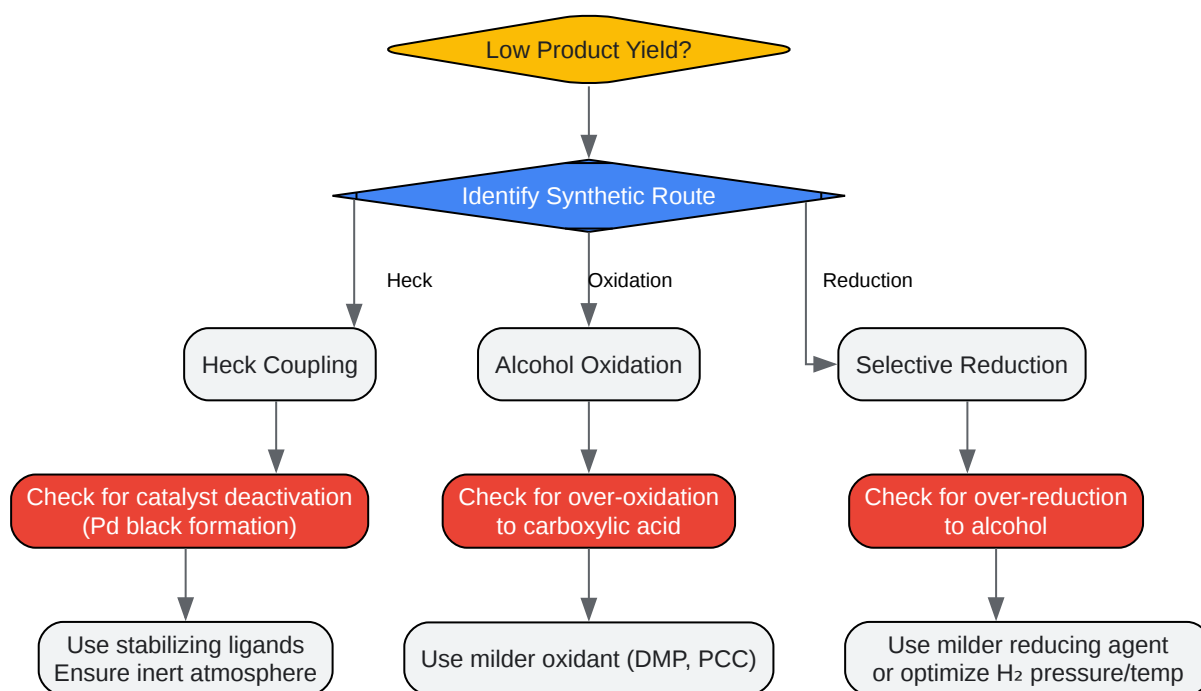 Low Product Yield?
Identify Synthetic Route
Heck
Oxidation
Reduction
Heck Coupling
Alcohol Oxidation
Selective Reduction
Check for catalyst deactivation
(Pd black formation)
Check for over-oxidation
to carboxylic acid
Check for over-reduction
to alcohol
Use stabilizing ligands
Ensure inert atmosphere
Use milder oxidant (DMP, PCC)
Use milder reducing agent
or optimize H₂ pressure/temp